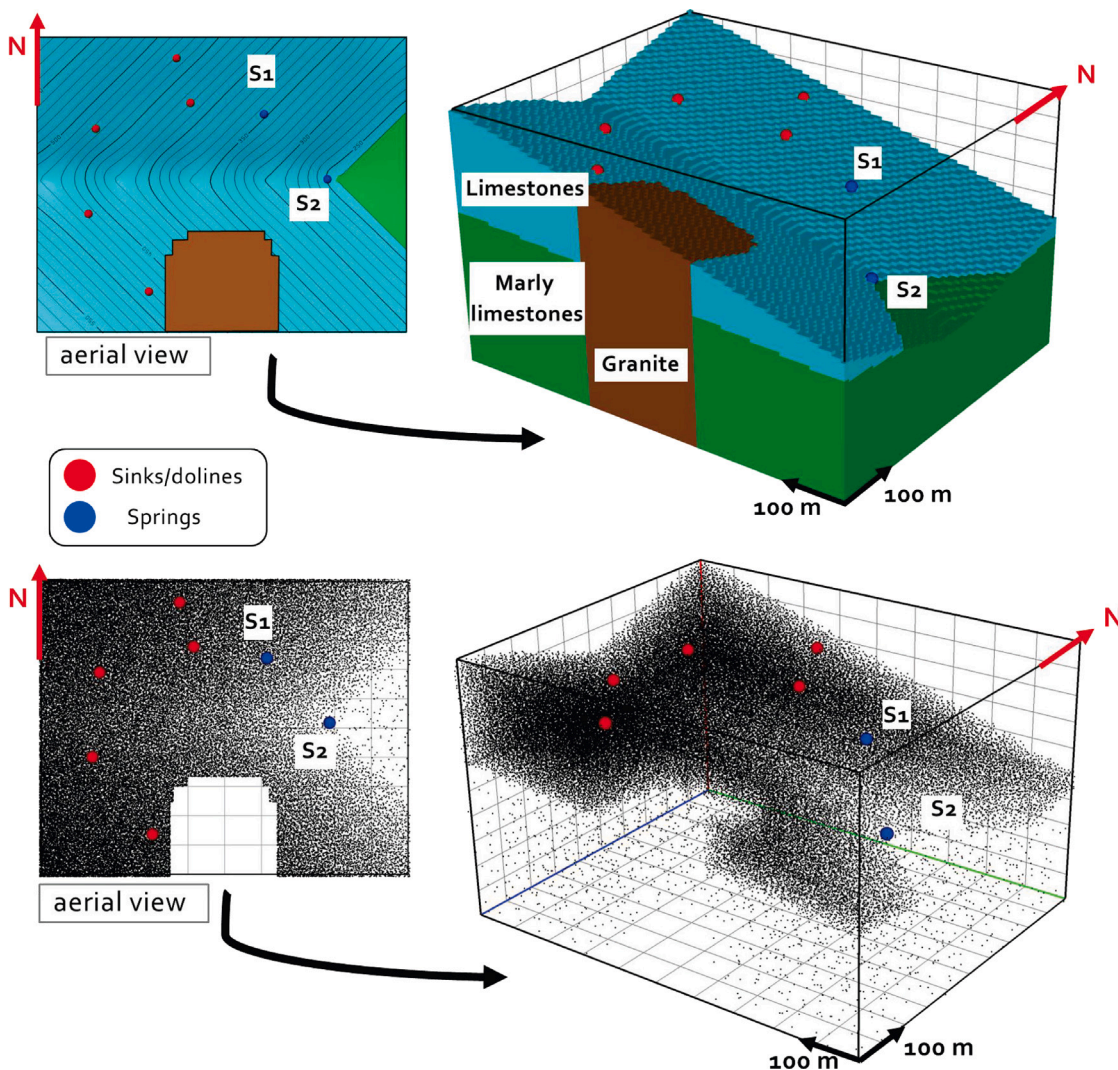 N
S1
S2
aerial view
N
S1
Limestones
S2
Marly
limestones
Granite
100 m
100 m
Sinks/dolines
Springs
N
S1
S2
aerial view
N
S1
S2
100 m
100 m